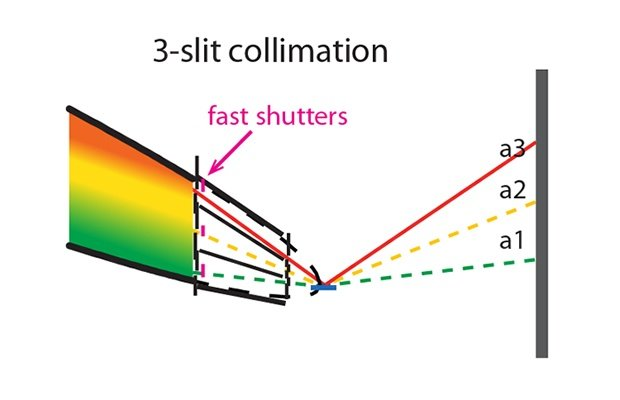 3-slit collimation
fast shutters
a3
a2
a1